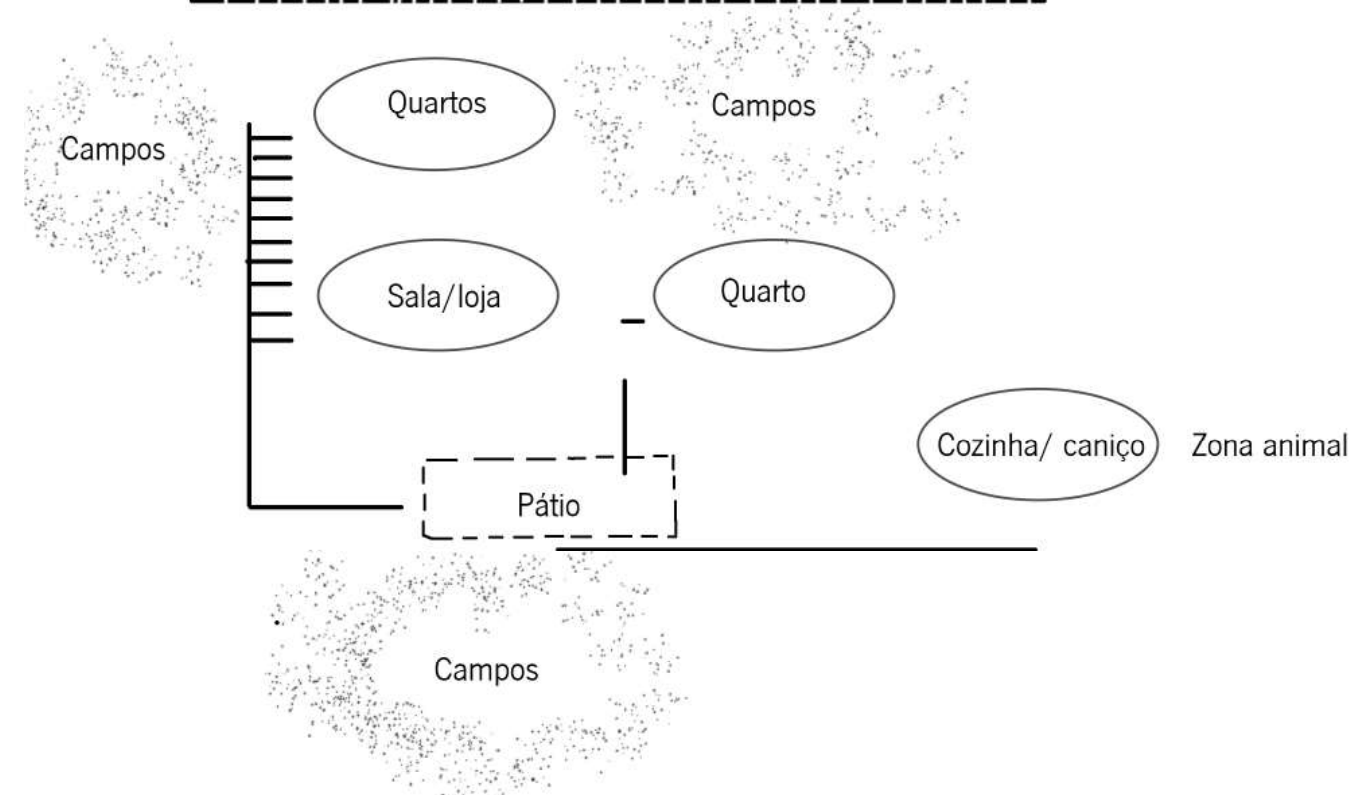 Quartos
Campos
Campos
Sala/loja
Quarto
Cozinha/ caniço
Zona animal
Pátio
Campos